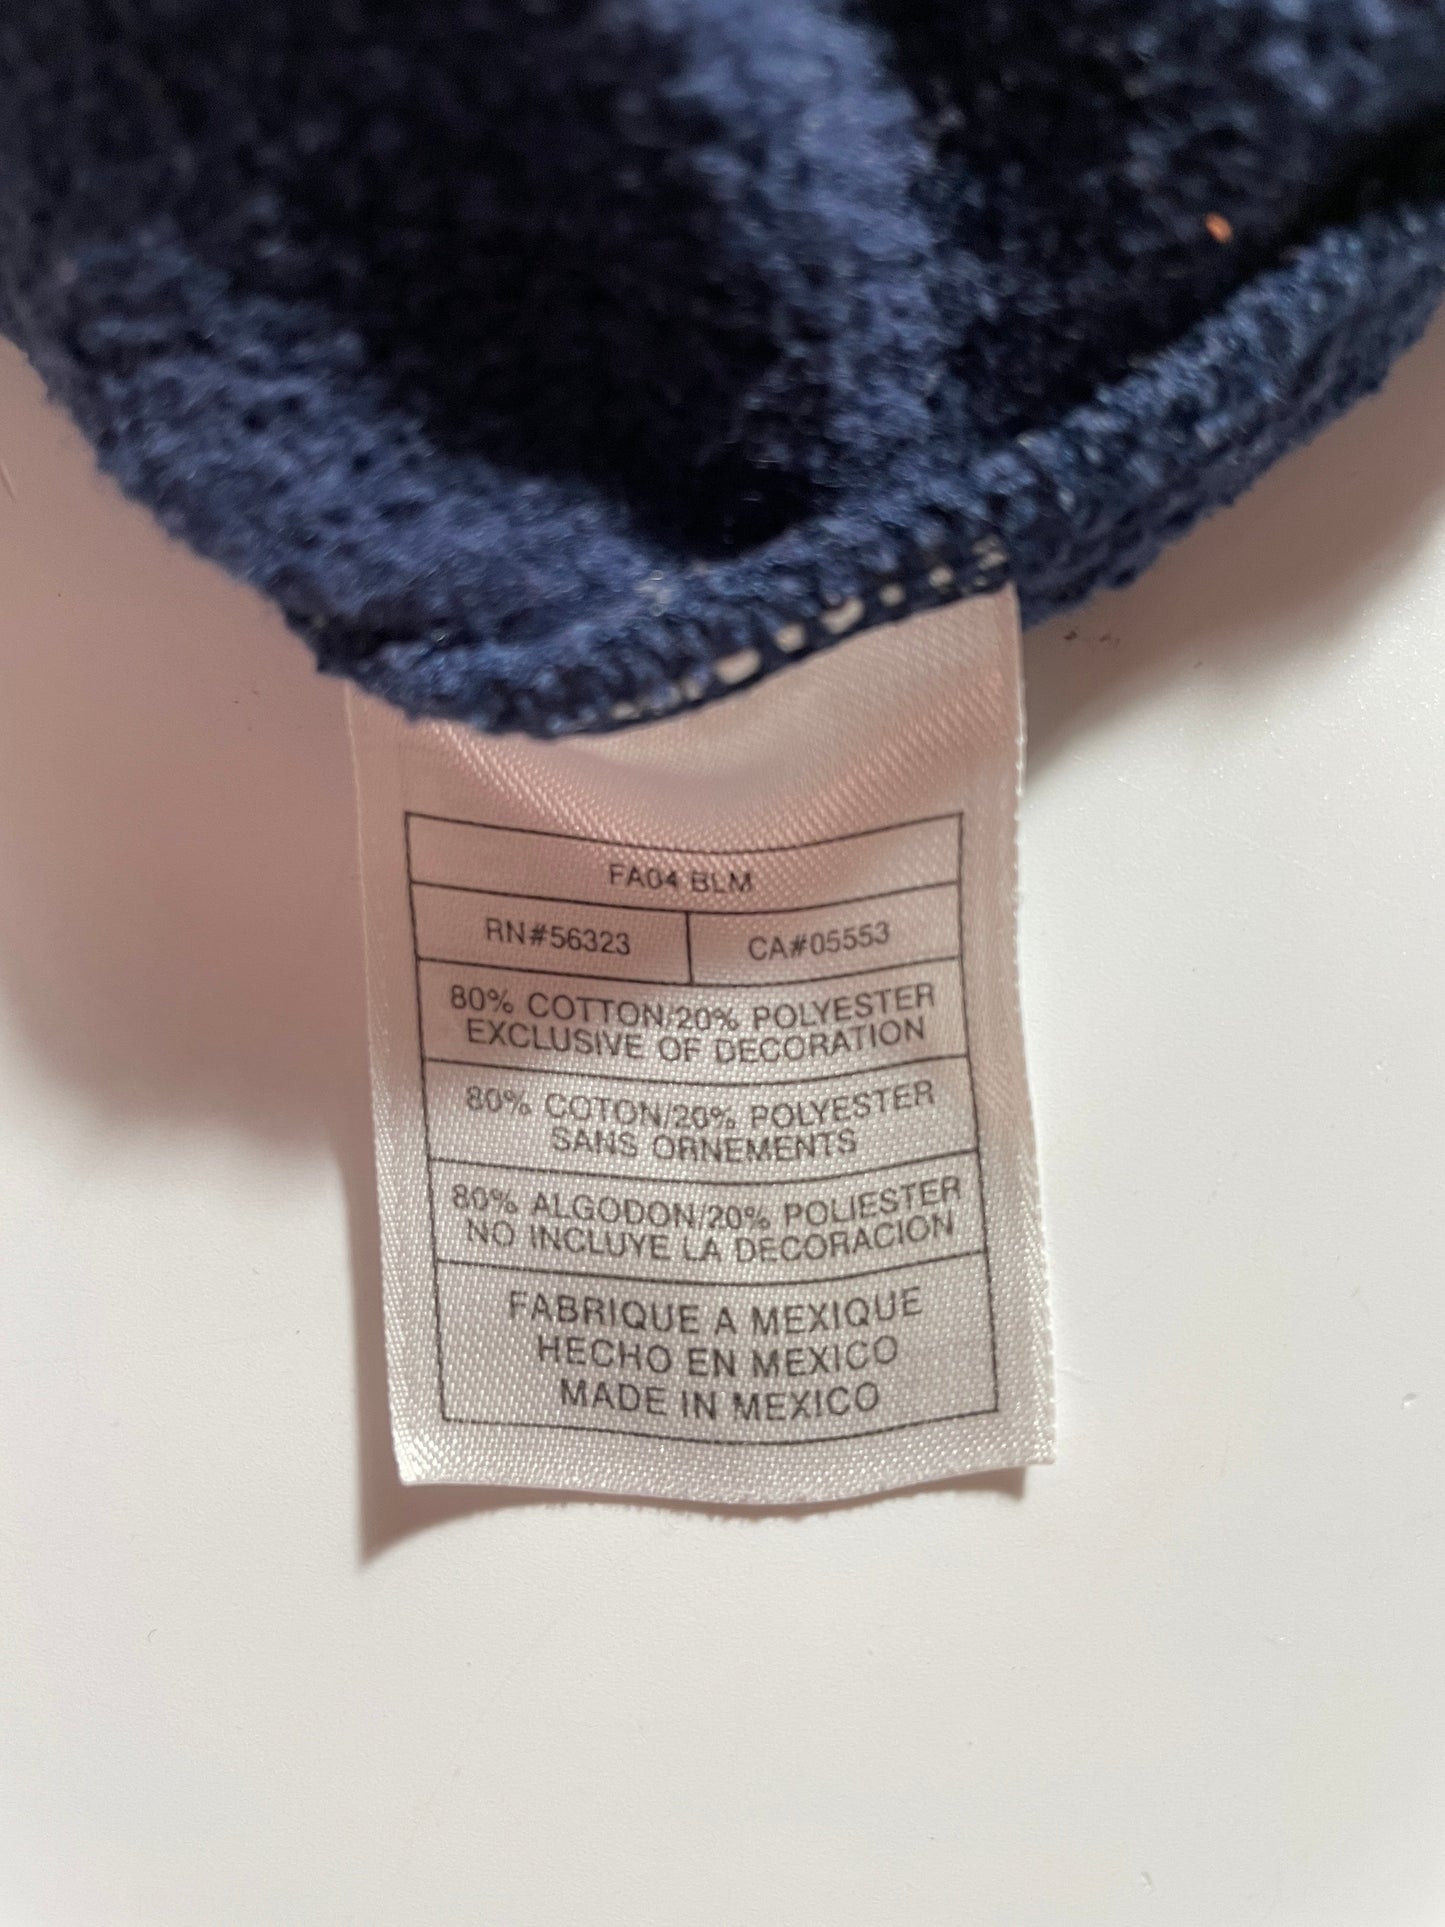 FA04 BLM
RN#56323 CA#05553
80% COTTON/20% POLYESTER
EXCLUSIVE OF DECORATION
80% COTON/20% POLYESTER
SANS ORNEMENTS
80% ALGODON/20% POLIESTER
NO INCLUYE LA DECORACION
FABRIQUE A MEXIQUE
HECHO EN MEXICO
MADE IN MEXICO